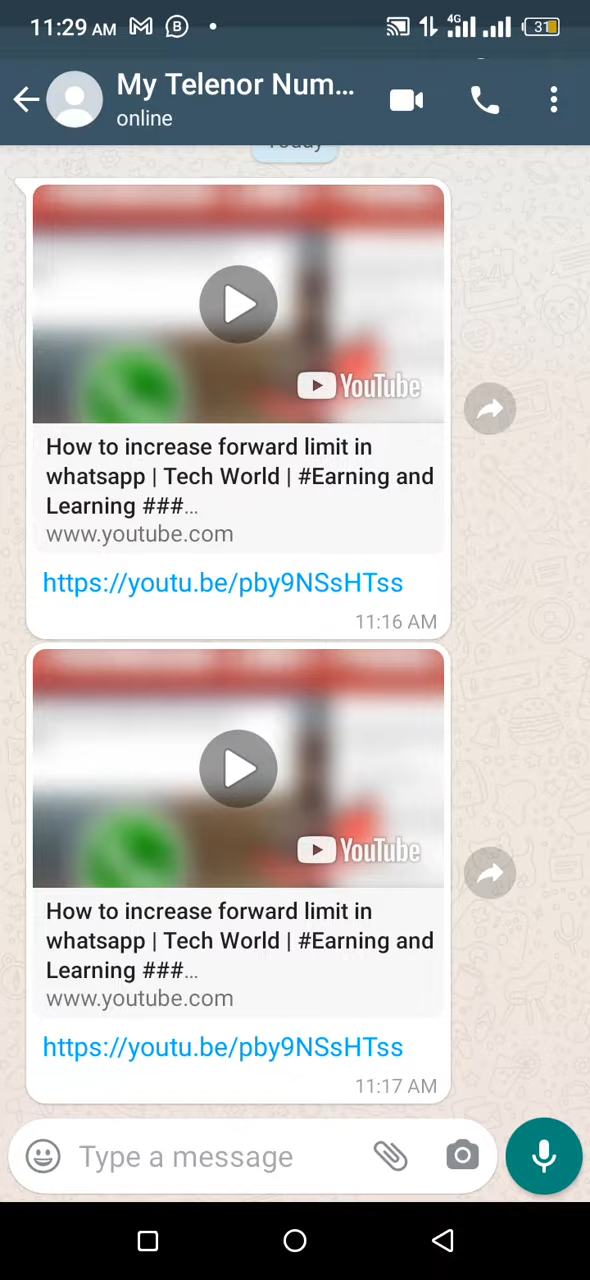 11:29 AM
4G
31
My Telenor Num...
online
Today
YouTube
How to increase forward limit in
whatsapp | Tech World | #Earning and
Learning ###...
www.youtube.com
https://youtu.be/pby9NSsHTss
11:16 AM
YouTube
How to increase forward limit in
whatsapp | Tech World | #Earning and
Learning ###...
www.youtube.com
https://youtu.be/pby9NSsHTss
11:17 AM
Type a message